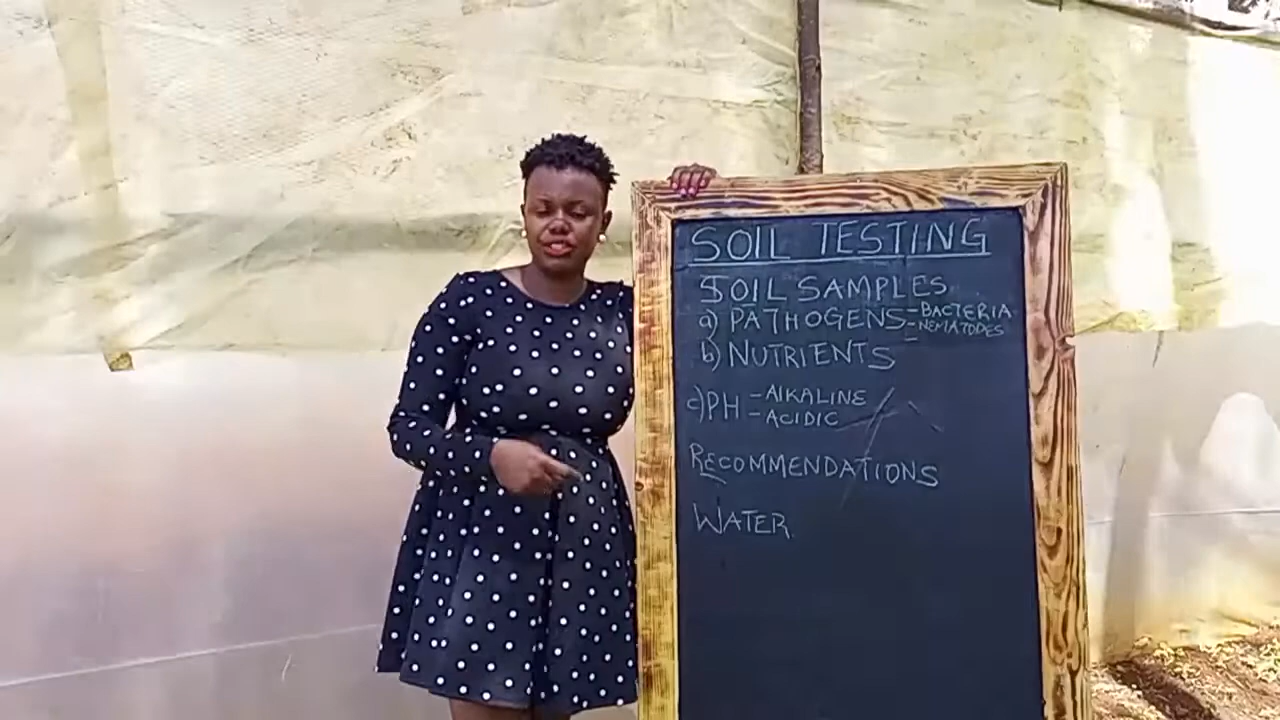 SOIL TESTING
SOIL SAMPLES
a) PATHOGENS - BACTERIA
- NEMATODES
-
b) NUTRIENTS
c) PH - AlKALINE
- ACIDIC
RECOMMENDATIONS
WATER.